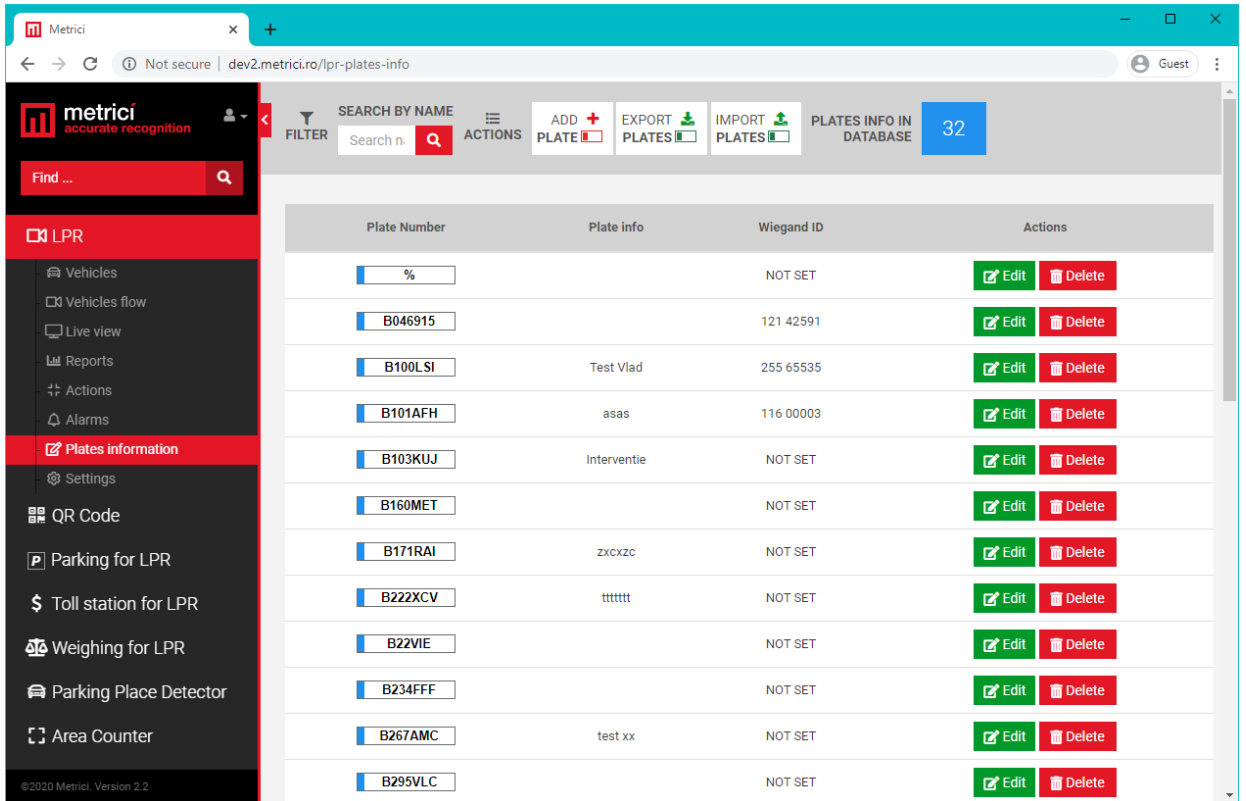 Metrici
Not secure | dev2.metrici.ro/lpr-plates-info
Guest
metrici
accurate recognition
Find ...
LPR
Vehicles
Vehicles flow
Live view
Reports
Actions
Alarms
Plates information
Settings
QR Code
Parking for LPR
Toll station for LPR
Weighing for LPR
Parking Place Detector
Area Counter
©2020 Metrici. Version 2.2
FILTER
SEARCH BY NAME
Search n
ACTIONS
ADD
PLATE
EXPORT
PLATES
IMPORT
PLATES
PLATES INFO IN
DATABASE
32
Plate Number Plate info Wiegand ID Actions
% NOT SET Edit Delete
B046915 121 42591 Edit Delete
B100LSI Test Vlad 255 65535 Edit Delete
B101AFH asas 116 00003 Edit Delete
B103KUJ Interventie NOT SET Edit Delete
B160MET NOT SET Edit Delete
B171RAI zxcxzc NOT SET Edit Delete
B222XCV ttttttt NOT SET Edit Delete
B22VIE NOT SET Edit Delete
B234FFF NOT SET Edit Delete
B267AMC test xx NOT SET Edit Delete
B295VLC NOT SET Edit Delete